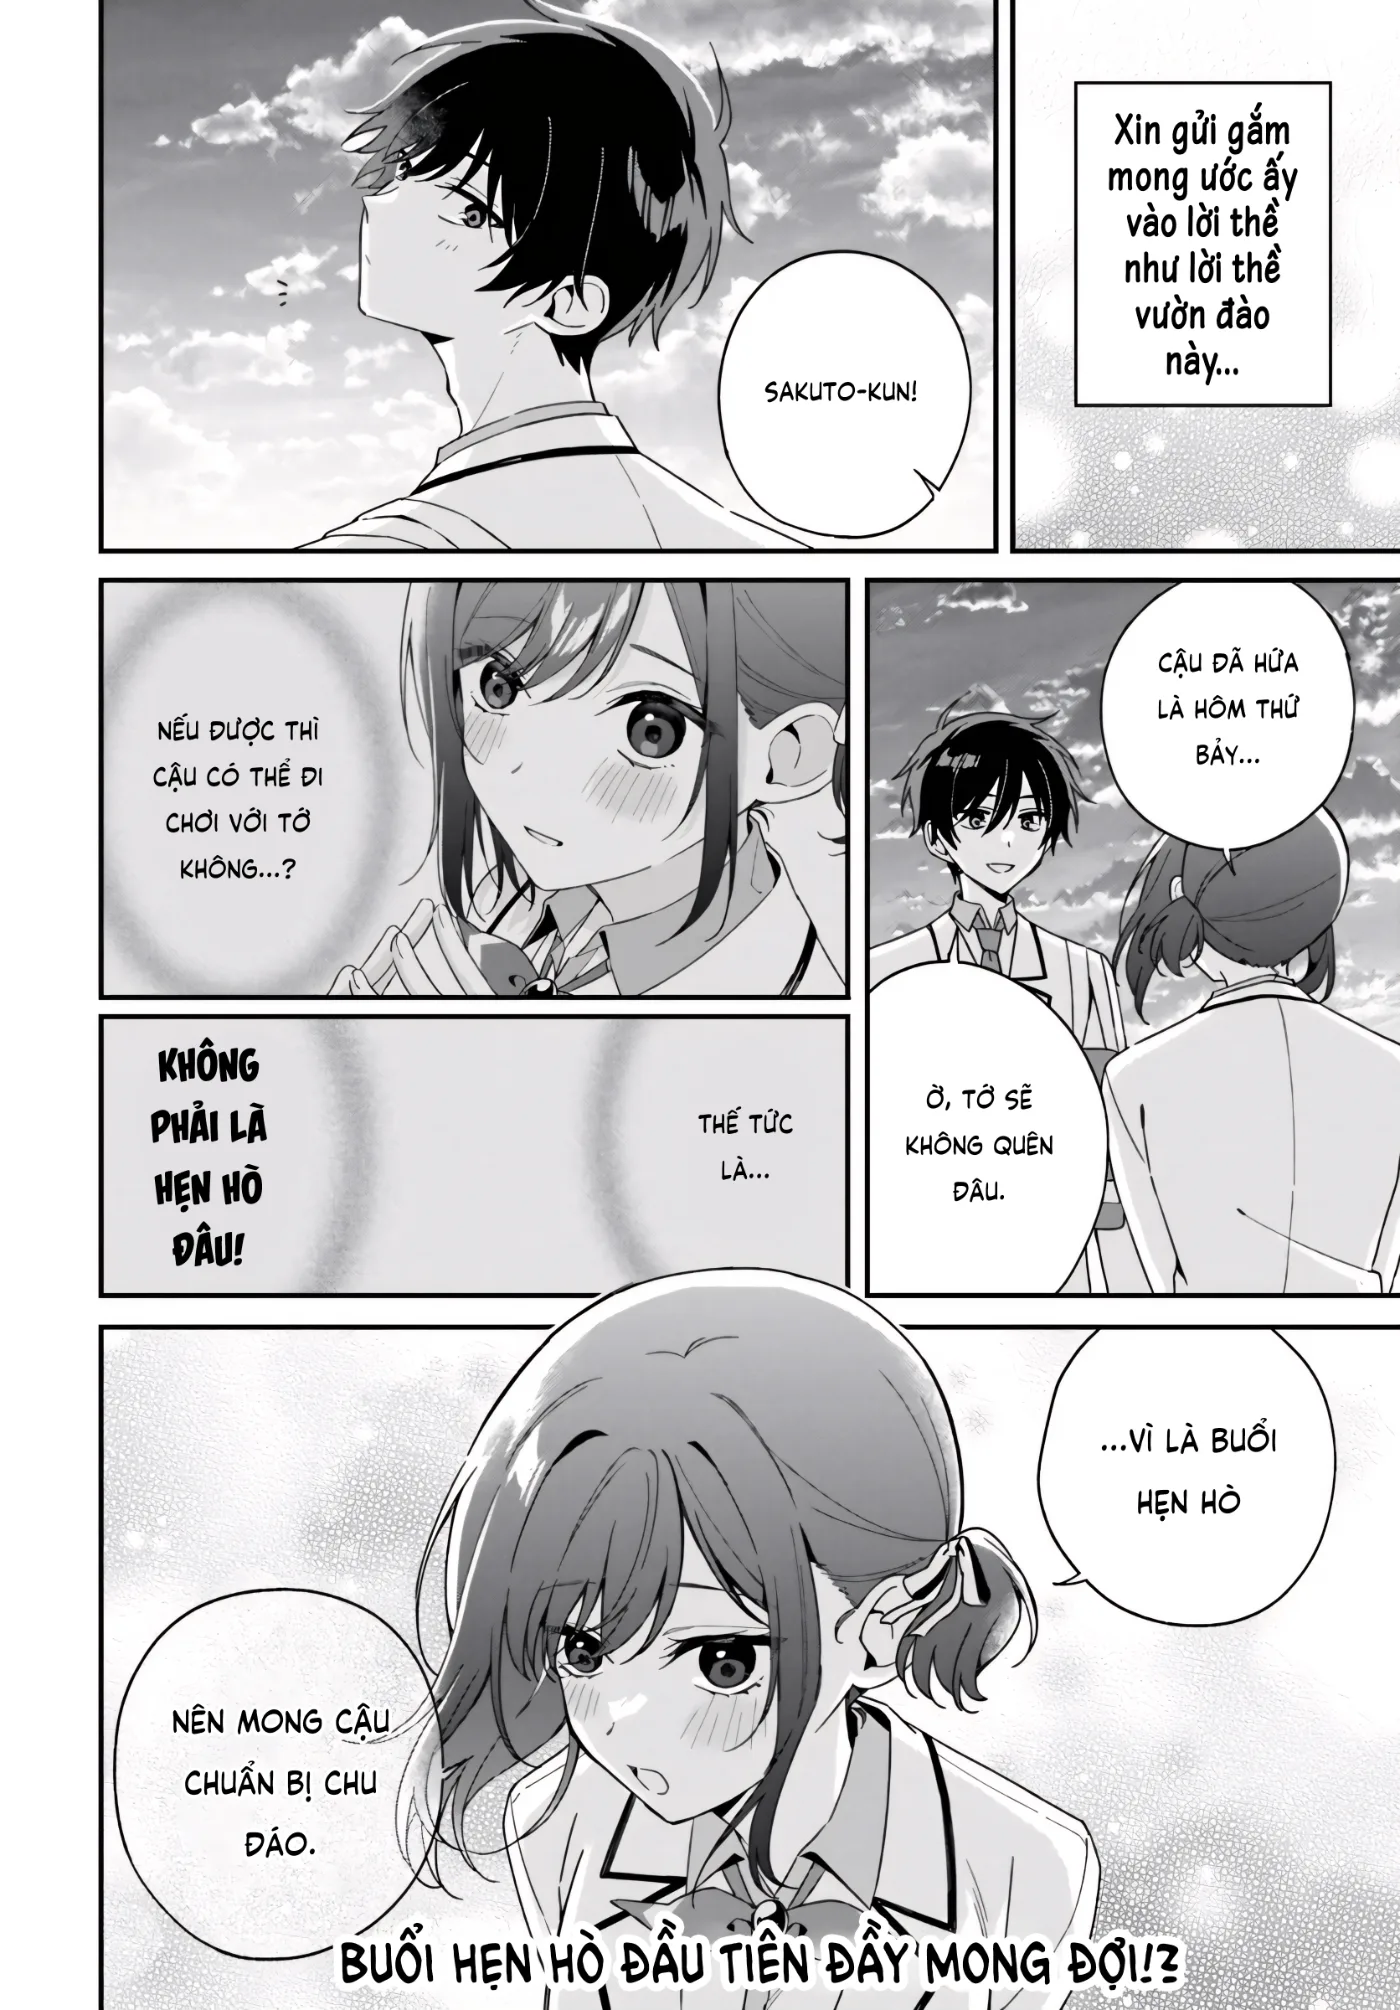 Xin gửi gắm
mong ước ấy
vào lời thề
như lời thề
vườn đào
này...
SAKUTO-KUN!
CẬU ĐÃ HỨA
LÀ HÔM THỨ
BẢY...
Ờ, TỚ SẼ
KHÔNG QUÊN
ĐÂU.
NẾU ĐƯỢC THÌ
CẬU CÓ THỂ ĐI
CHƠI VỚI TỚ
KHÔNG...?
THẾ TỨC
LÀ...
KHÔNG
PHẢI LÀ
HẸN HÒ
ĐÂU!
...VÌ LÀ BUỔI
HẸN HÒ
NÊN MONG CẬU
CHUẨN BỊ CHU
ĐÁO.
BUỔI HẸN HÒ ĐẦU TIÊN ĐẦY MONG ĐỢI!?